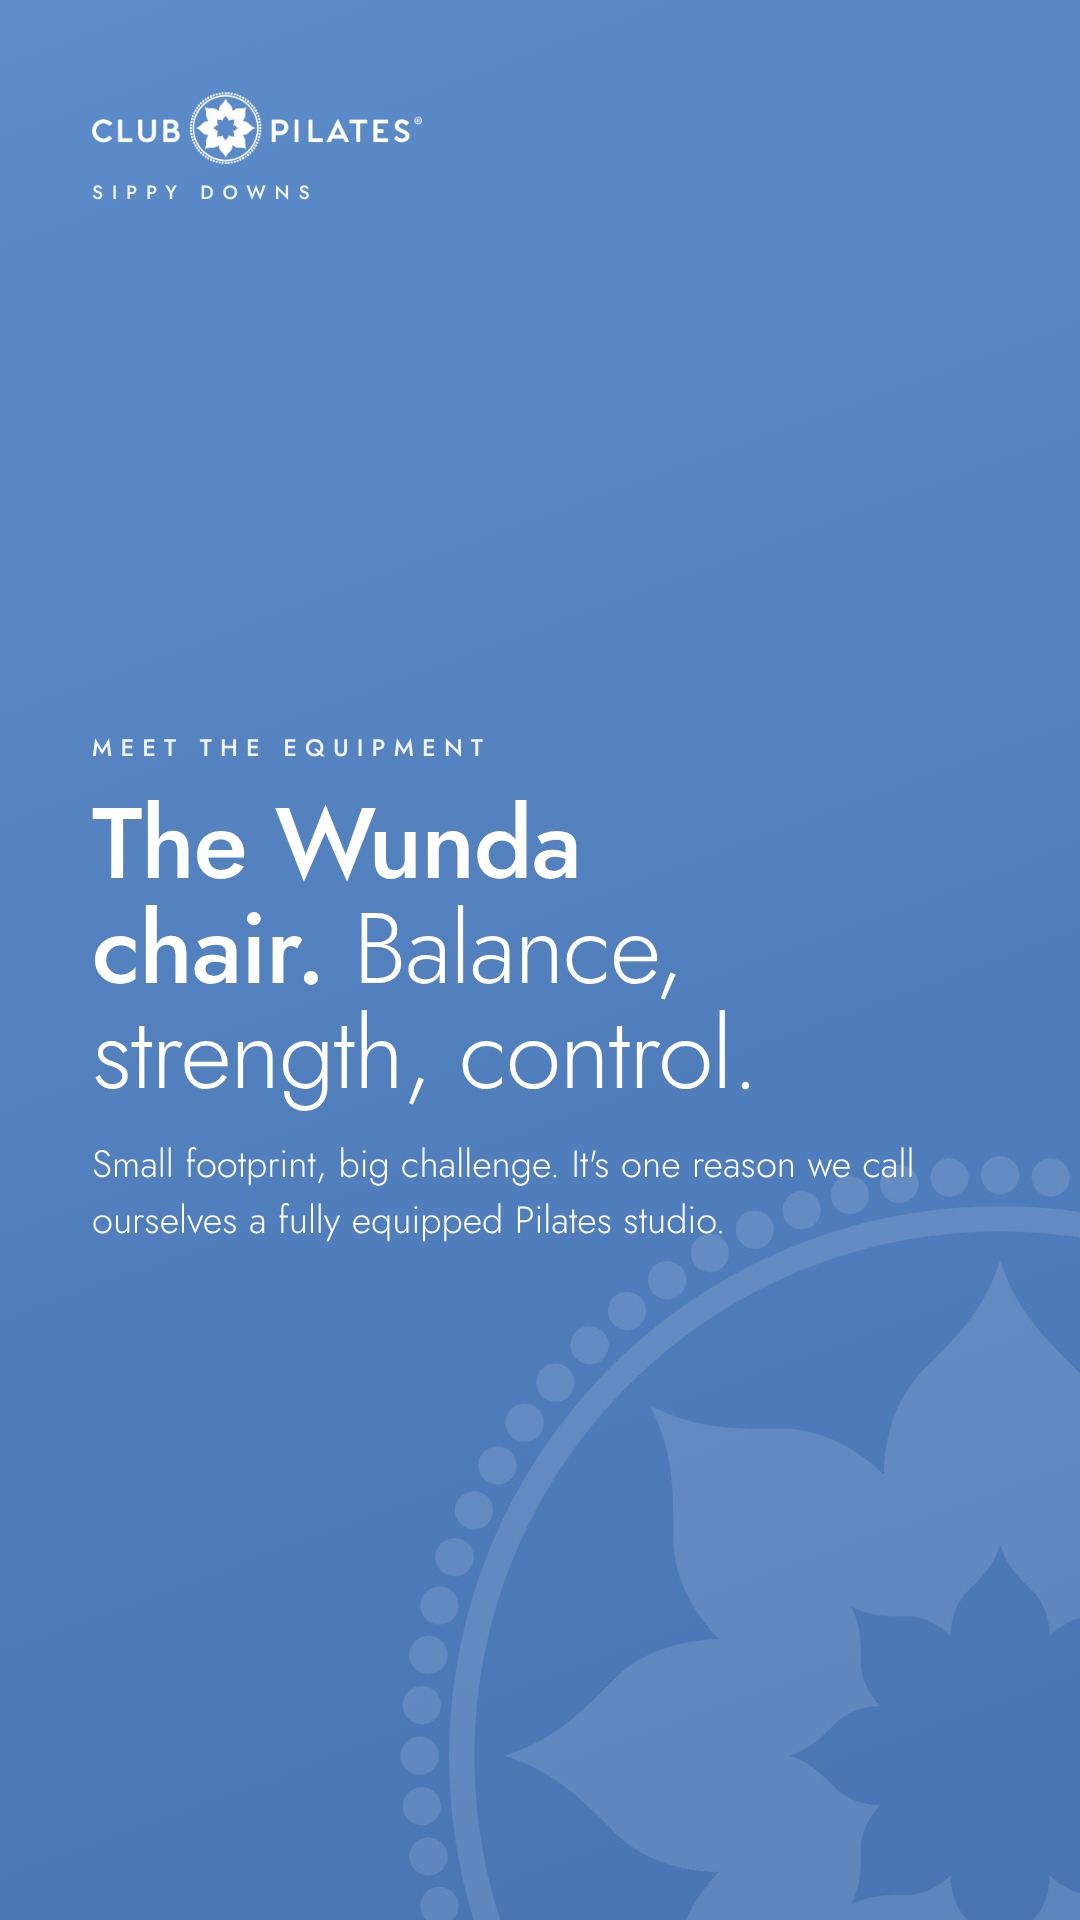 CLUB PILATES®
SIPPY DOWNS
MEET THE EQUIPMENT
The Wunda
chair. Balance,
strength, control.
Small footprint, big challenge. It's one reason we call
ourselves a fully equipped Pilates studio.